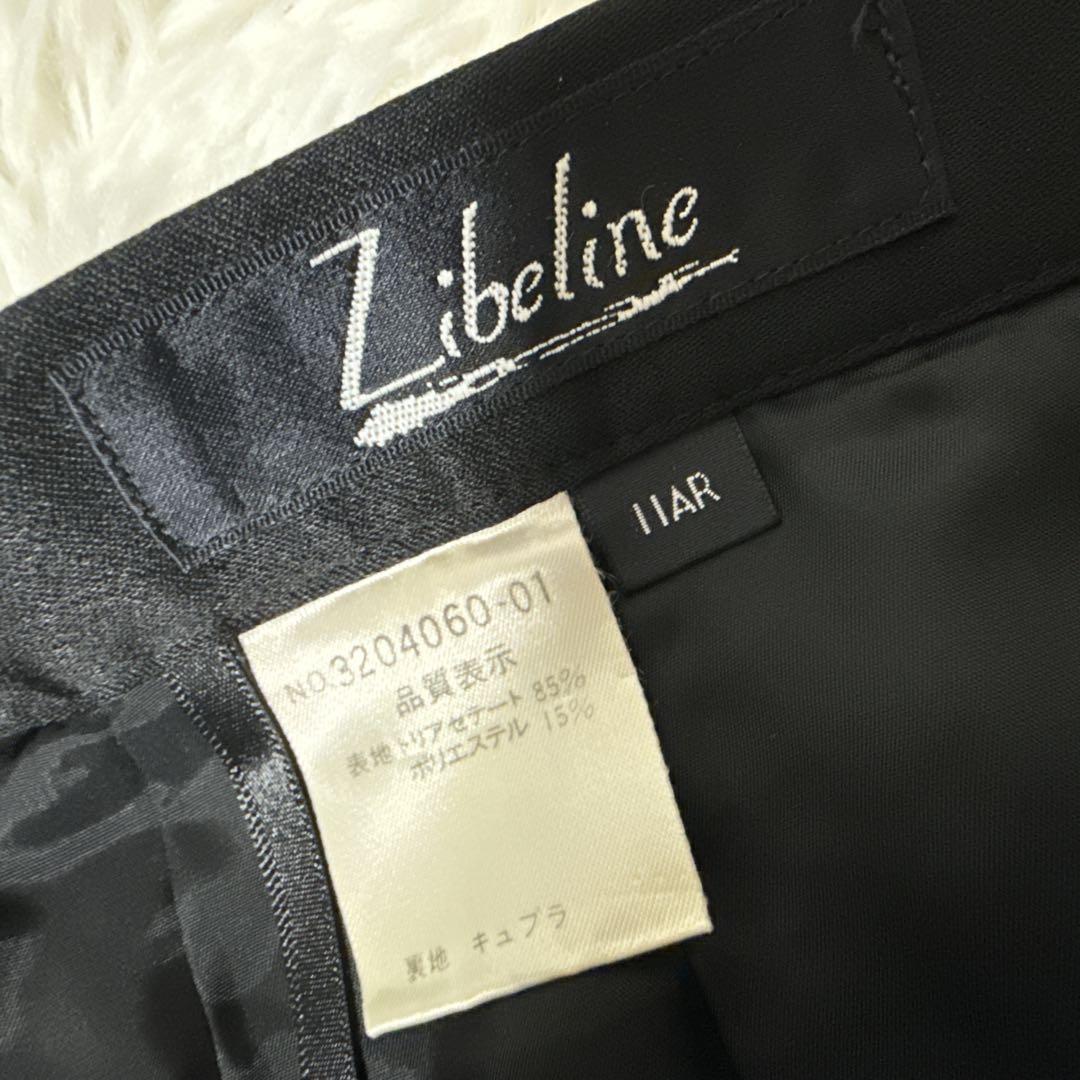 Zibeline
11AR
NO.3204060-01
品質表示
表地 トリアセテート 85%
ポリエステル 15%
裏地 キュプラ